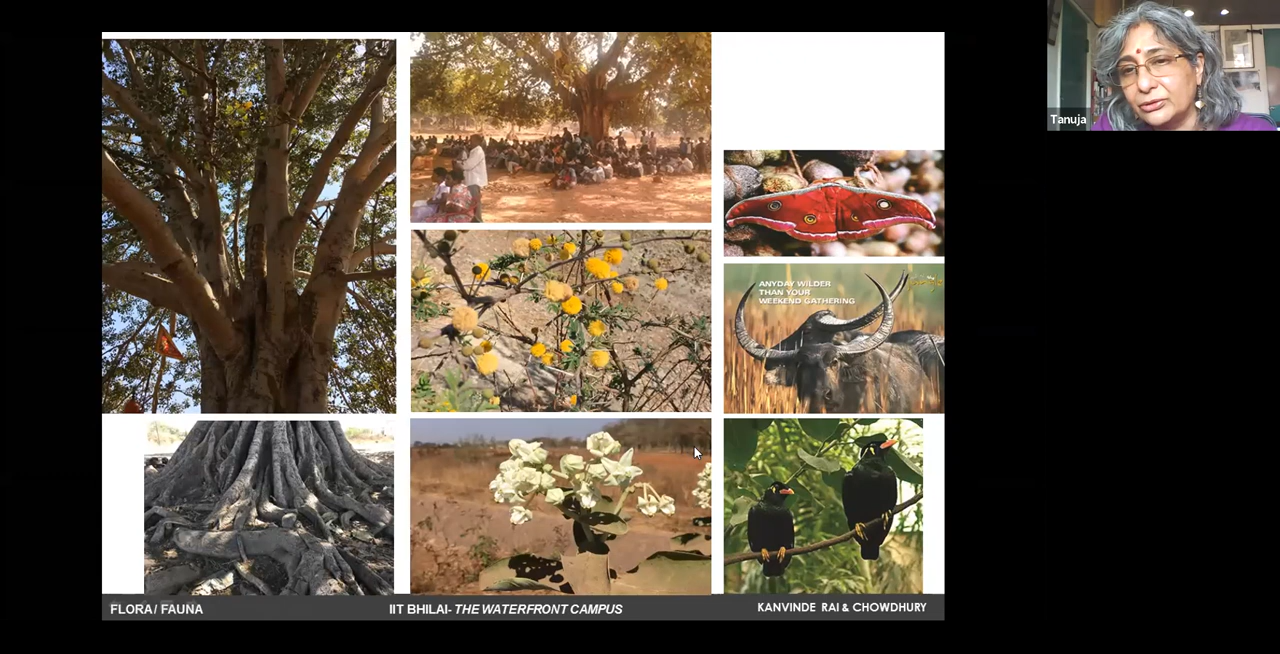 Tanuja
ANYDAY WILDER
THAN YOUR
WEEKEND GATHERING
FLORA/ FAUNA
IIT BHILAI- THE WATERFRONT CAMPUS
KANVINDE RAI & CHOWDHURY